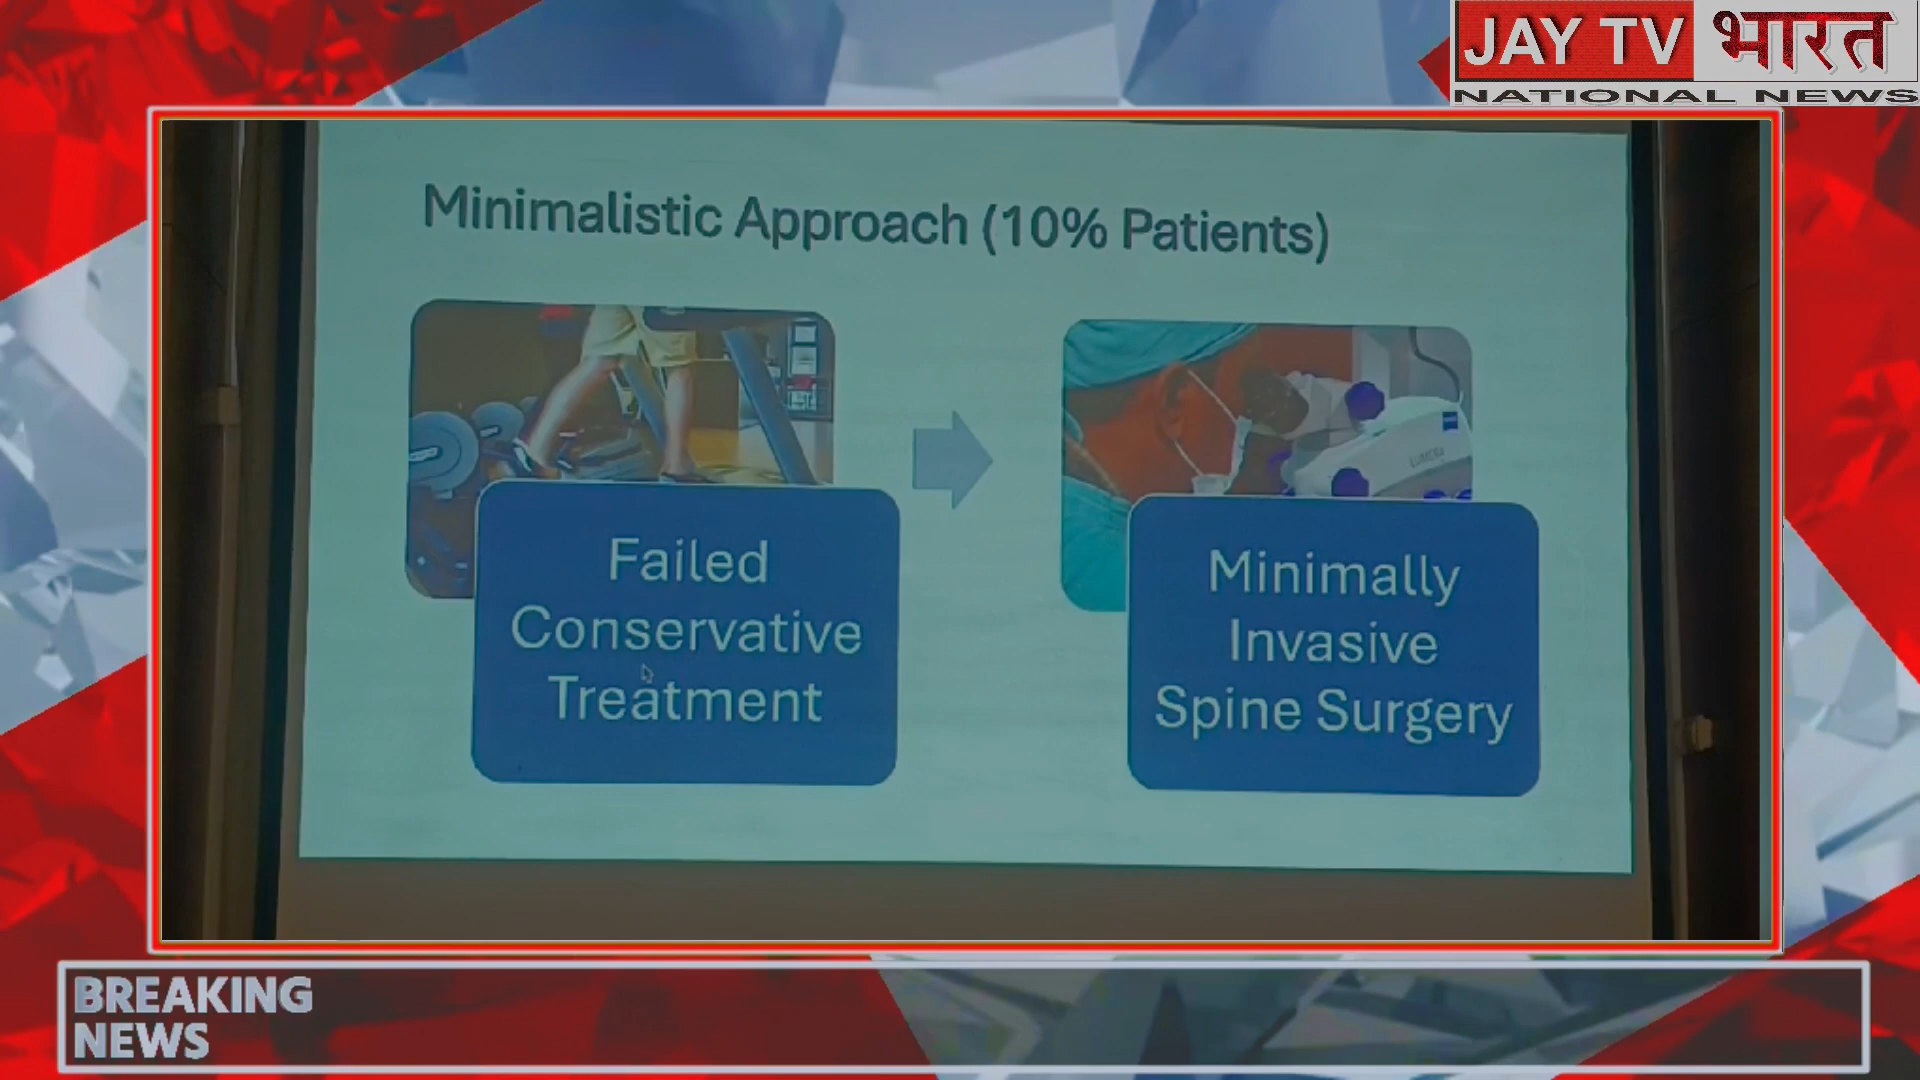 JAY TV भारत
NATIONAL NEWS
Minimalistic Approach (10% Patients)
Failed
Conservative
Treatment
Minimally
Invasive
Spine Surgery
BREAKING
NEWS